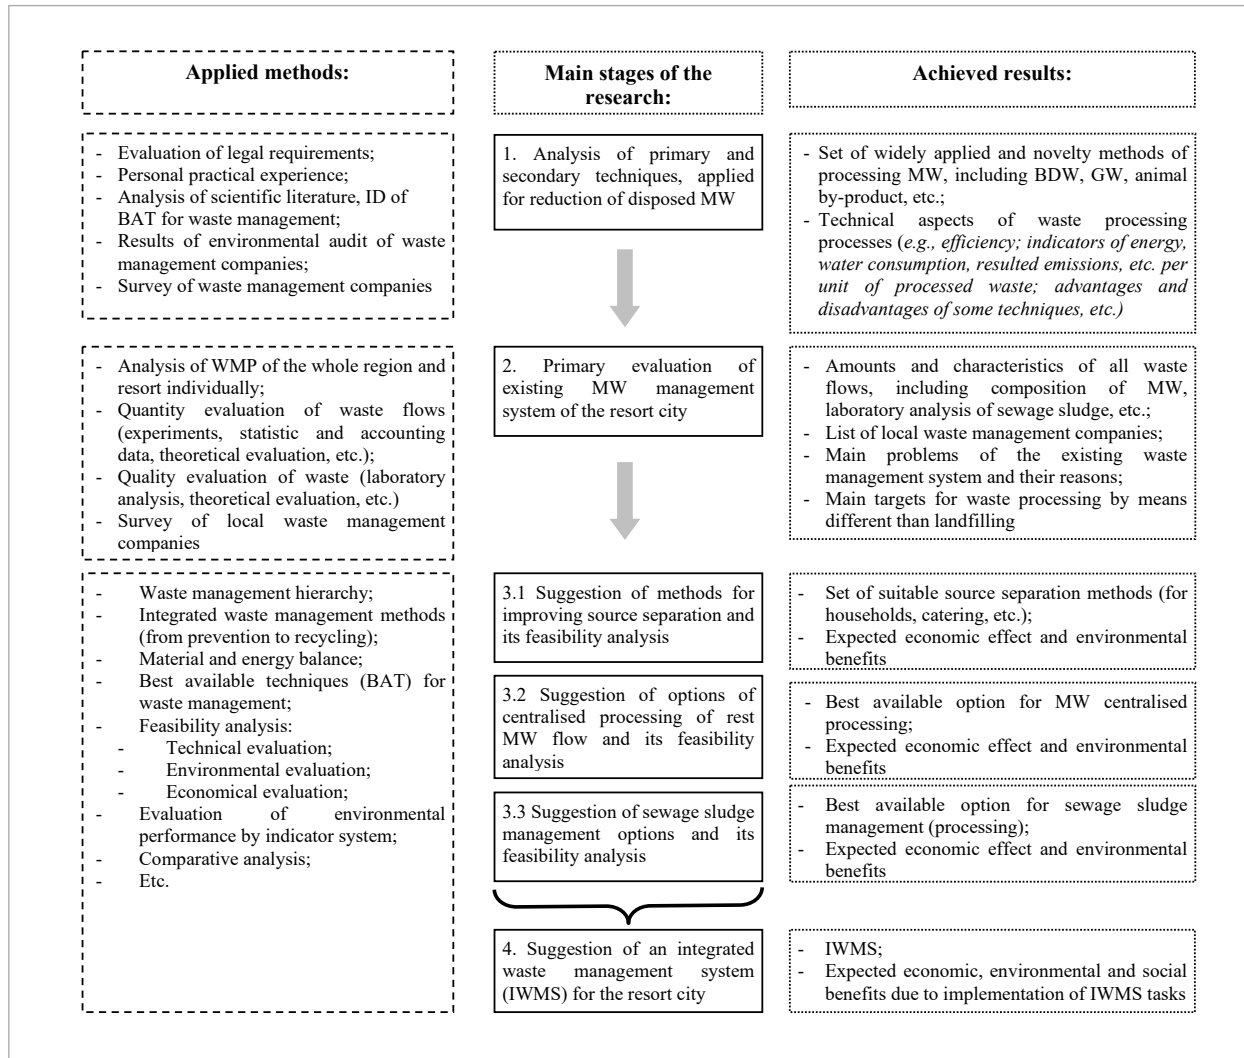 Applied methods:
Main stages of the
research:
Achieved results:
- Evaluation of legal requirements;
- Personal practical experience;
- Analysis of scientific literature, ID of
BAT for waste management;
- Results of environmental audit of waste
management companies;
- Survey of waste management companies
1. Analysis of primary and
secondary techniques, applied
for reduction of disposed MW
- Set of widely applied and novelty methods of
processing MW, including BDW, GW, animal
by-product, etc.;
- Technical aspects of waste processing
processes (e.g., efficiency; indicators of energy,
water consumption, resulted emissions, etc. per
unit of processed waste; advantages and
disadvantages of some techniques, etc.)
- Analysis of WMP of the whole region and
resort individually;
- Quantity evaluation of waste flows
(experiments, statistic and accounting
data, theoretical evaluation, etc.);
- Quality evaluation of waste (laboratory
analysis, theoretical evaluation, etc.)
- Survey of local waste management
companies
2. Primary evaluation of
existing MW management
system of the resort city
- Amounts and characteristics of all waste
flows, including composition of MW,
laboratory analysis of sewage sludge, etc.;
- List of local waste management companies;
- Main problems of the existing waste
management system and their reasons;
- Main targets for waste processing by means
different than landfilling
- Waste management hierarchy;
- Integrated waste management methods
(from prevention to recycling);
- Material and energy balance;
- Best available techniques (BAT) for
waste management;
- Feasibility analysis:
- Technical evaluation;
- Environmental evaluation;
- Economical evaluation;
- Evaluation of environmental
performance by indicator system;
- Comparative analysis;
- Etc.
3.1 Suggestion of methods for
improving source separation and
its feasibility analysis
- Set of suitable source separation methods (for
households, catering, etc.);
- Expected economic effect and environmental
benefits
3.2 Suggestion of options of
centralised processing of rest
MW flow and its feasibility
analysis
- Best available option for MW centralised
processing;
- Expected economic effect and environmental
benefits
3.3 Suggestion of sewage sludge
management options and its
feasibility analysis
- Best available option for sewage sludge
management (processing);
- Expected economic effect and environmental
benefits
4. Suggestion of an integrated
waste management system
(IWMS) for the resort city
- IWMS;
- Expected economic, environmental and social
benefits due to implementation of IWMS tasks